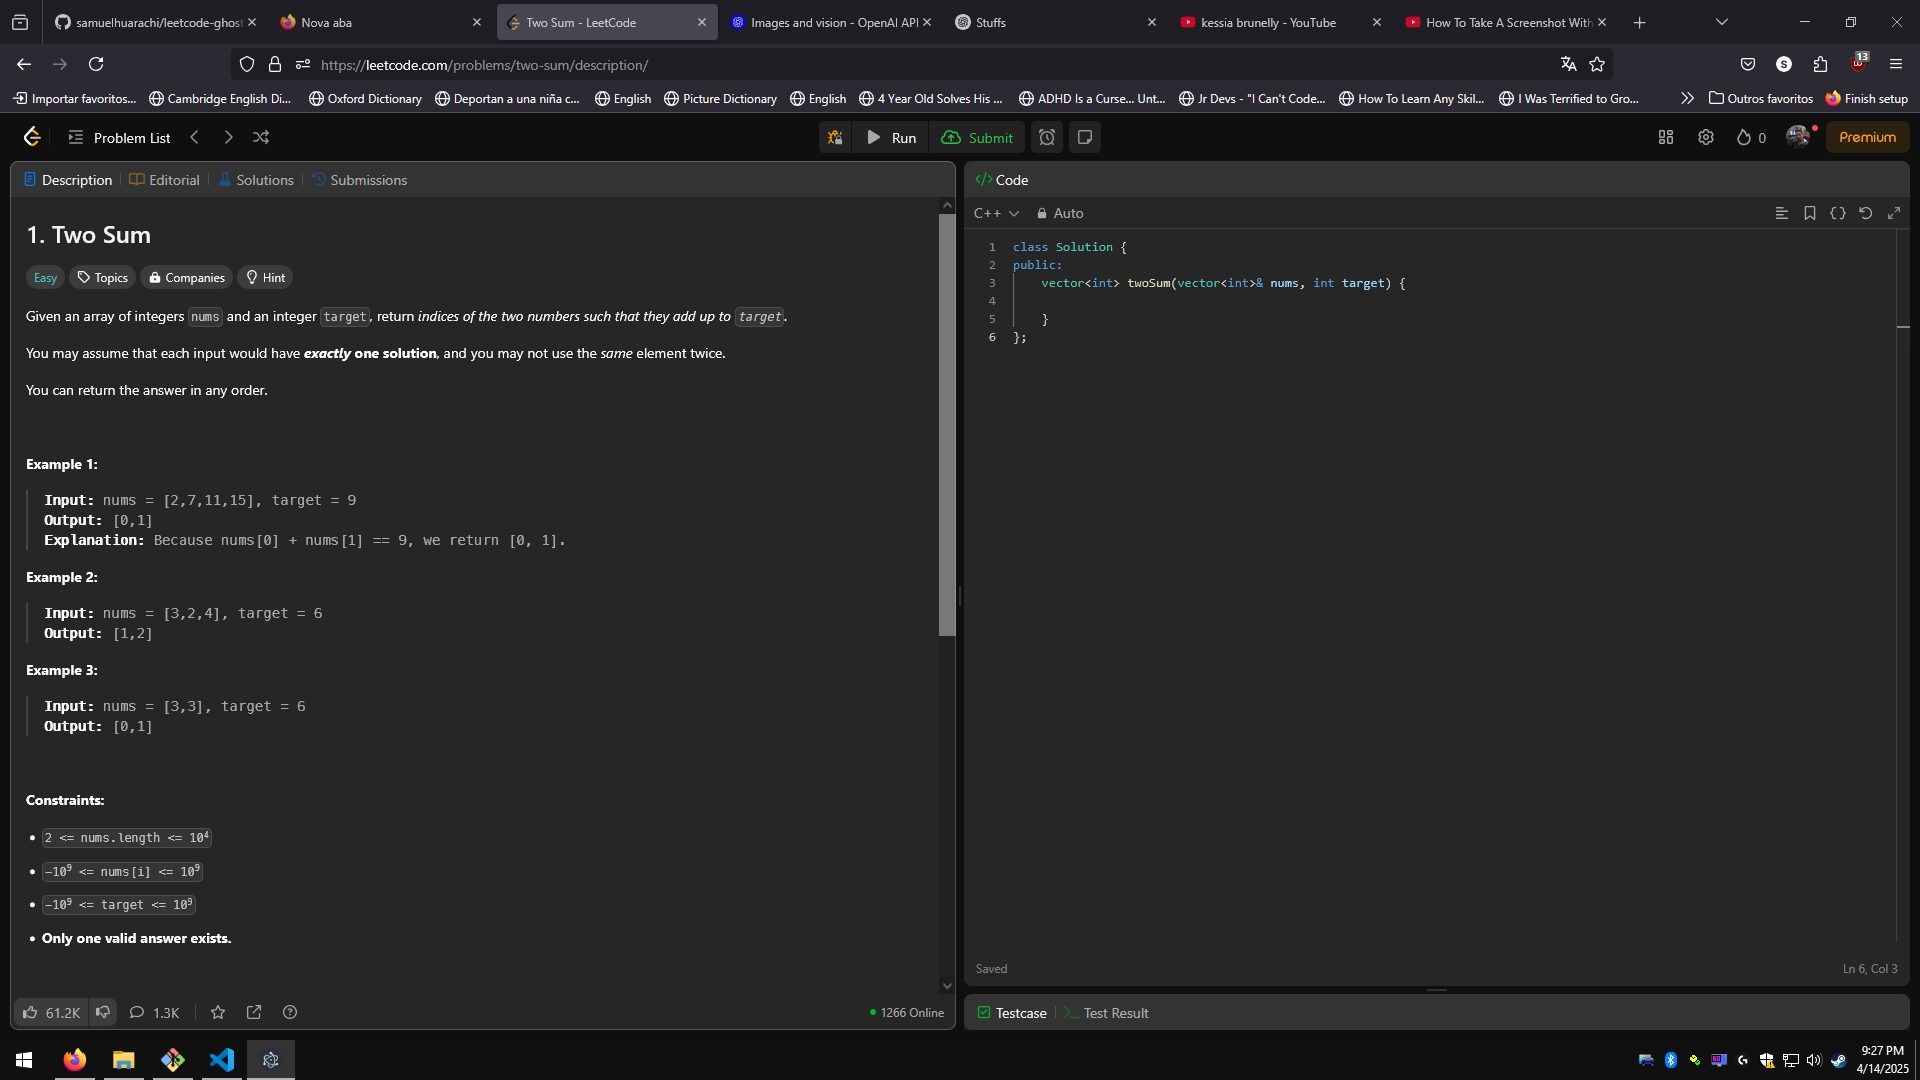 samuelhuarachi/leetcode-ghost
Nova aba
Two Sum - LeetCode
Images and vision - OpenAI API
Stuffs
kessia brunelly - YouTube
How To Take A Screenshot With
https://leetcode.com/problems/two-sum/description/
S
13
Importar favoritos...
Cambridge English Di...
Oxford Dictionary
Deportan a una niña c...
English
Picture Dictionary
English
4 Year Old Solves His ...
ADHD Is a Curse... Unt...
Jr Devs - "I Can't Code...
How To Learn Any Skil...
I Was Terrified to Gro...
Outros favoritos
Finish setup
Problem List
Run
Submit
0
Premium
Description
Editorial
Solutions
Submissions
1. Two Sum
Easy
Topics
Companies
Hint
Given an array of integers nums and an integer target, return indices of the two numbers such that they add up to target.
You may assume that each input would have exactly one solution, and you may not use the same element twice.
You can return the answer in any order.
Example 1:
Input: nums = [2,7,11,15], target = 9
Output: [0,1]
Explanation: Because nums[0] + nums[1] == 9, we return [0, 1].
Example 2:
Input: nums = [3,2,4], target = 6
Output: [1,2]
Example 3:
Input: nums = [3,3], target = 6
Output: [0,1]
Constraints:
• 2 <= nums.length <= 10⁴
• -10⁹ <= nums[i] <= 10⁹
• -10⁹ <= target <= 10⁹
• Only one valid answer exists.
61.2K
1.3K
1266 Online
</> Code
C++
Auto
1 class Solution {
2 public:
3 vector<int> twoSum(vector<int>& nums, int target) {
4
5 }
6 };
Saved
Ln 6, Col 3
Testcase
Test Result
9:27 PM
4/14/2025